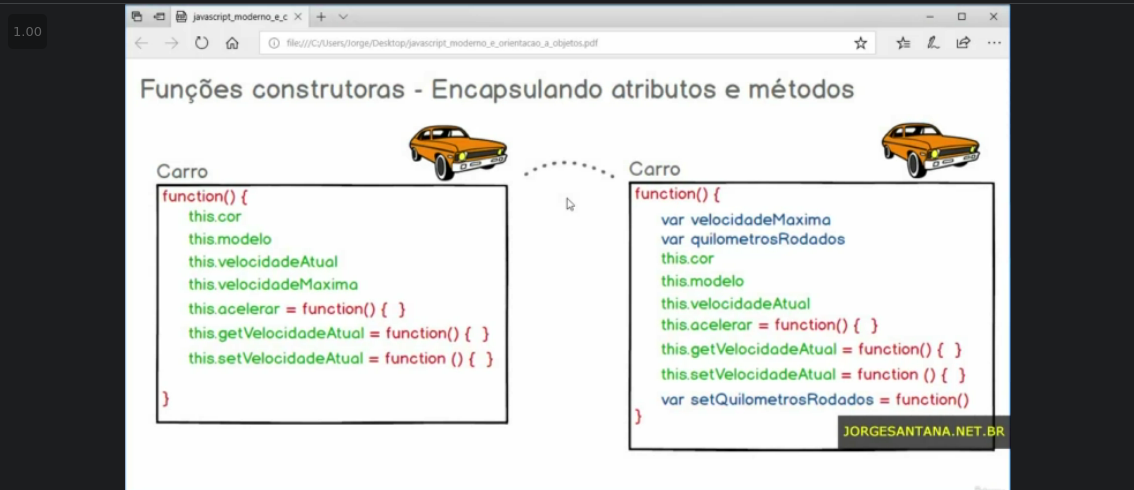 1.00
javascript_moderno_e_c
file:///C:/Users/Jorge/Desktop/javascript_moderno_e_orientacao_a_objetos.pdf
Funções construtoras - Encapsulando atributos e métodos
Carro
function() {
this.cor
this.modelo
this.velocidadeAtual
this.velocidadeMaxima
this.acelerar = function() { }
this.getVelocidadeAtual = function() { }
this.setVelocidadeAtual = function () { }
}
Carro
function() {
var velocidadeMaxima
var quilometrosRodados
this.cor
this.modelo
this.velocidadeAtual
this.acelerar = function() { }
this.getVelocidadeAtual = function() { }
this.setVelocidadeAtual = function () { }
var setQuilometrosRodados = function()
}
JORGESANTANA.NET.BR